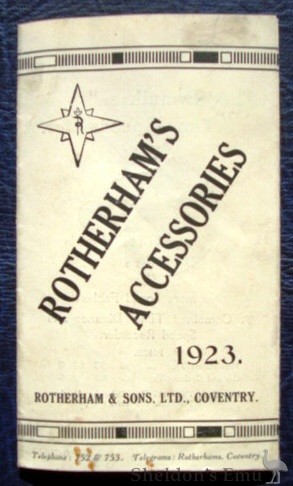 ROTHERHAM'S
ACCESSORIES
1923.
ROTHERHAM & SONS, LTD., COVENTRY.
Telephone: 752 & 753. Telegrams: Rotherhams, Coventry.
Sheldon's Emu